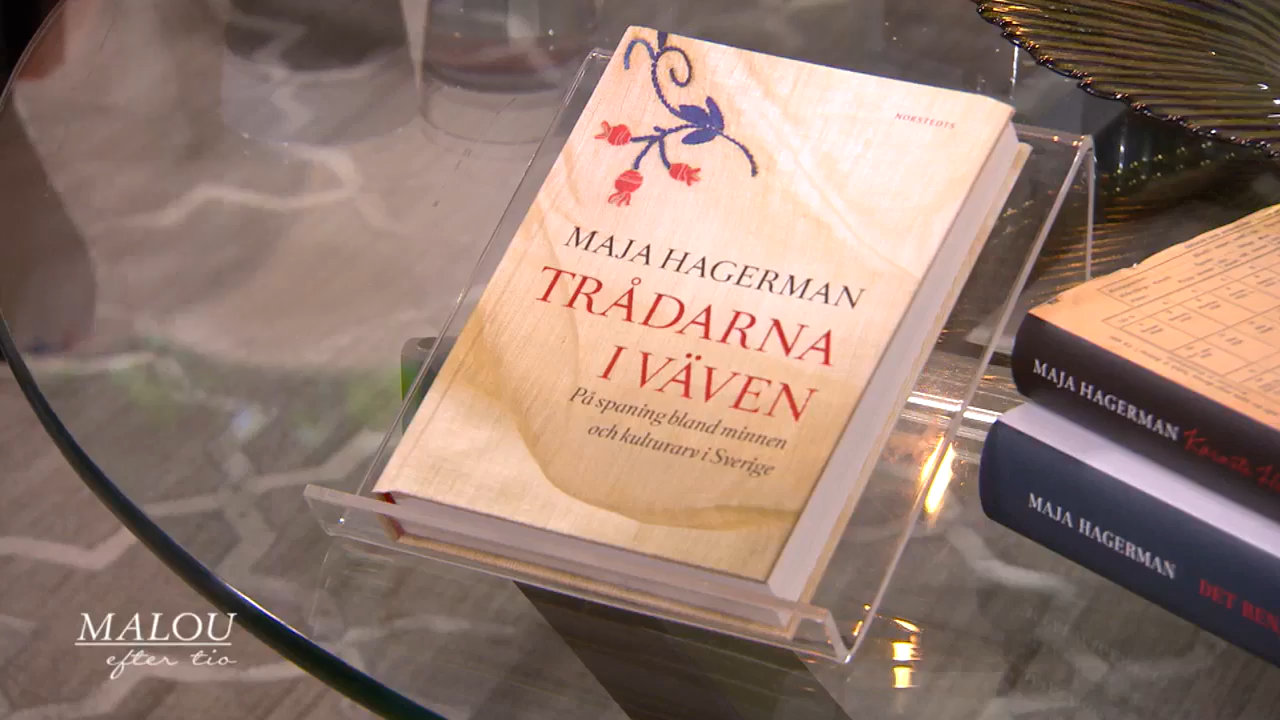 NORSTEDTS
MAJA HAGERMAN
TRÅDARNA
I VÄVEN
På spaning bland minnen
och kulturarv i Sverige
MAJA HAGERMAN
MAJA HAGERMAN DET
MALOU
efter tio